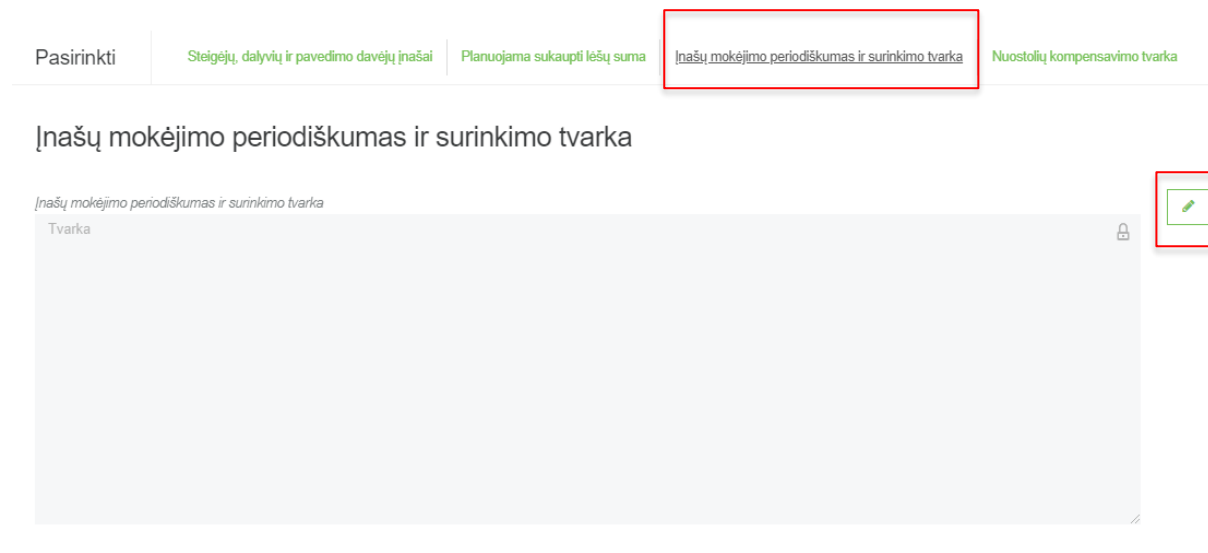 Pasirinkti Steigėjų, dalyvių ir pavedimo davėjų įnašai Planuojama sukaupti lėšų suma Įnašų mokėjimo periodiškumas ir surinkimo tvarka Nuostolių kompensavimo tvarka
Įnašų mokėjimo periodiškumas ir surinkimo tvarka
Įnašų mokėjimo periodiškumas ir surinkimo tvarka
Tvarka